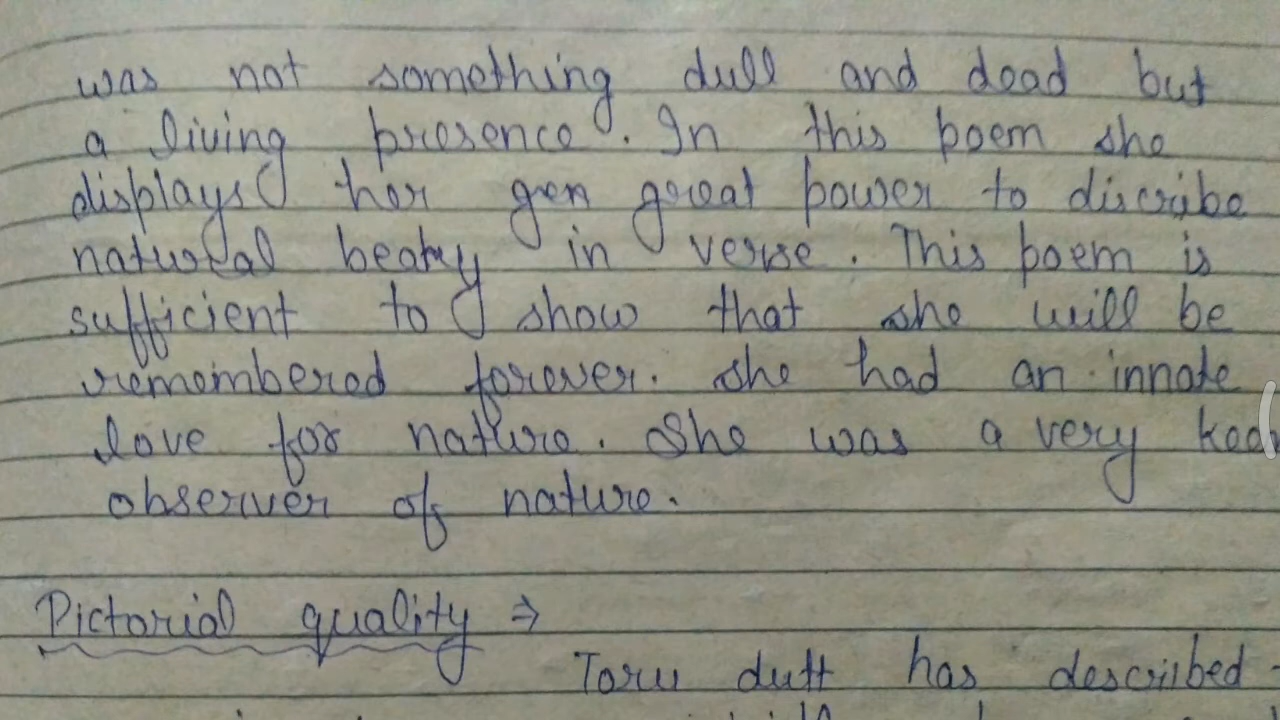 was not something dull and dead but
a living presence. In this poem she
displays her gen great power to discribe
natural beaty in verse. This poem is
sufficient to show that she will be
remembered forever. She had an innate
love for nature. She was a very
observer of nature.
Pictorial quality ⇒
Toru dutt has described